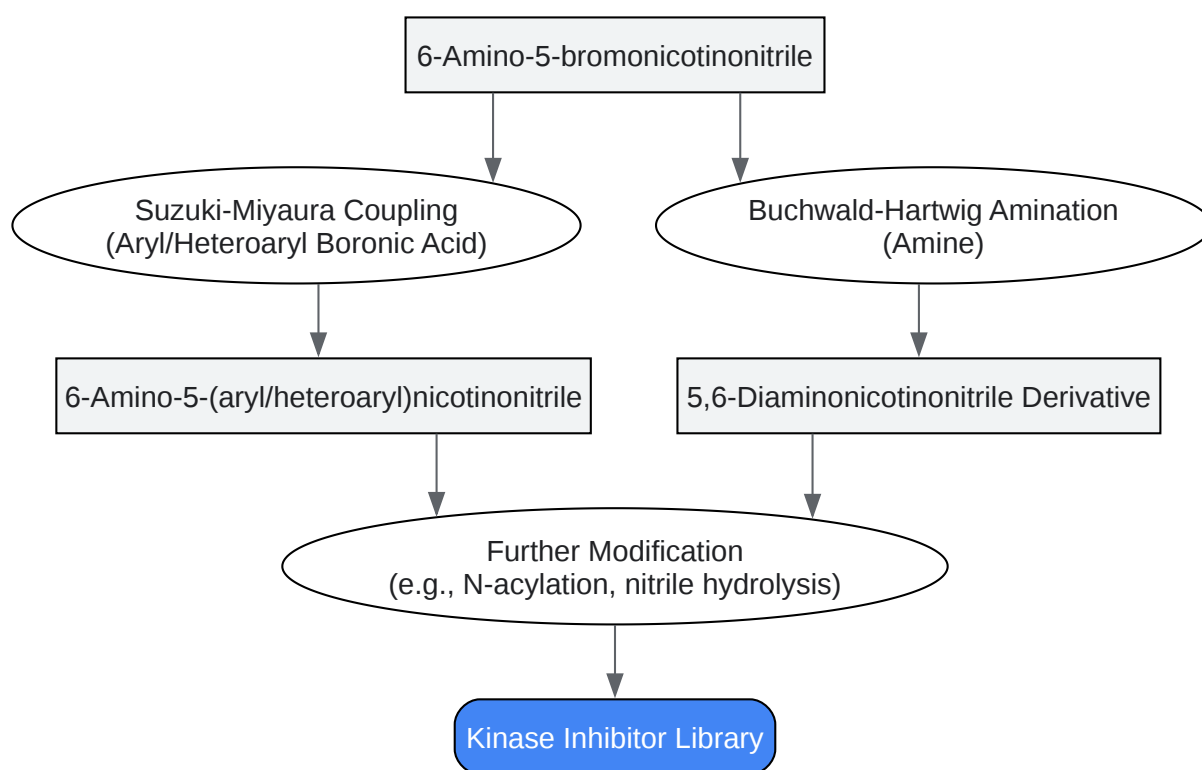 6-Amino-5-bromonicotinonitrile
Suzuki-Miyaura Coupling
(Aryl/Heteroaryl Boronic Acid)
Buchwald-Hartwig Amination
(Amine)
6-Amino-5-(aryl/heteroaryl)nicotinonitrile
5,6-Diaminonicotinonitrile Derivative
Further Modification
(e.g., N-acylation, nitrile hydrolysis)
Kinase Inhibitor Library